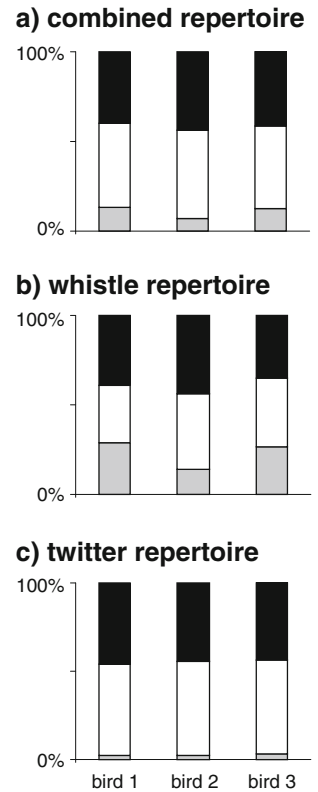 a) combined repertoire
100%
0%
b) whistle repertoire
100%
0%
c) twitter repertoire
100%
0%
bird 1 bird 2 bird 3